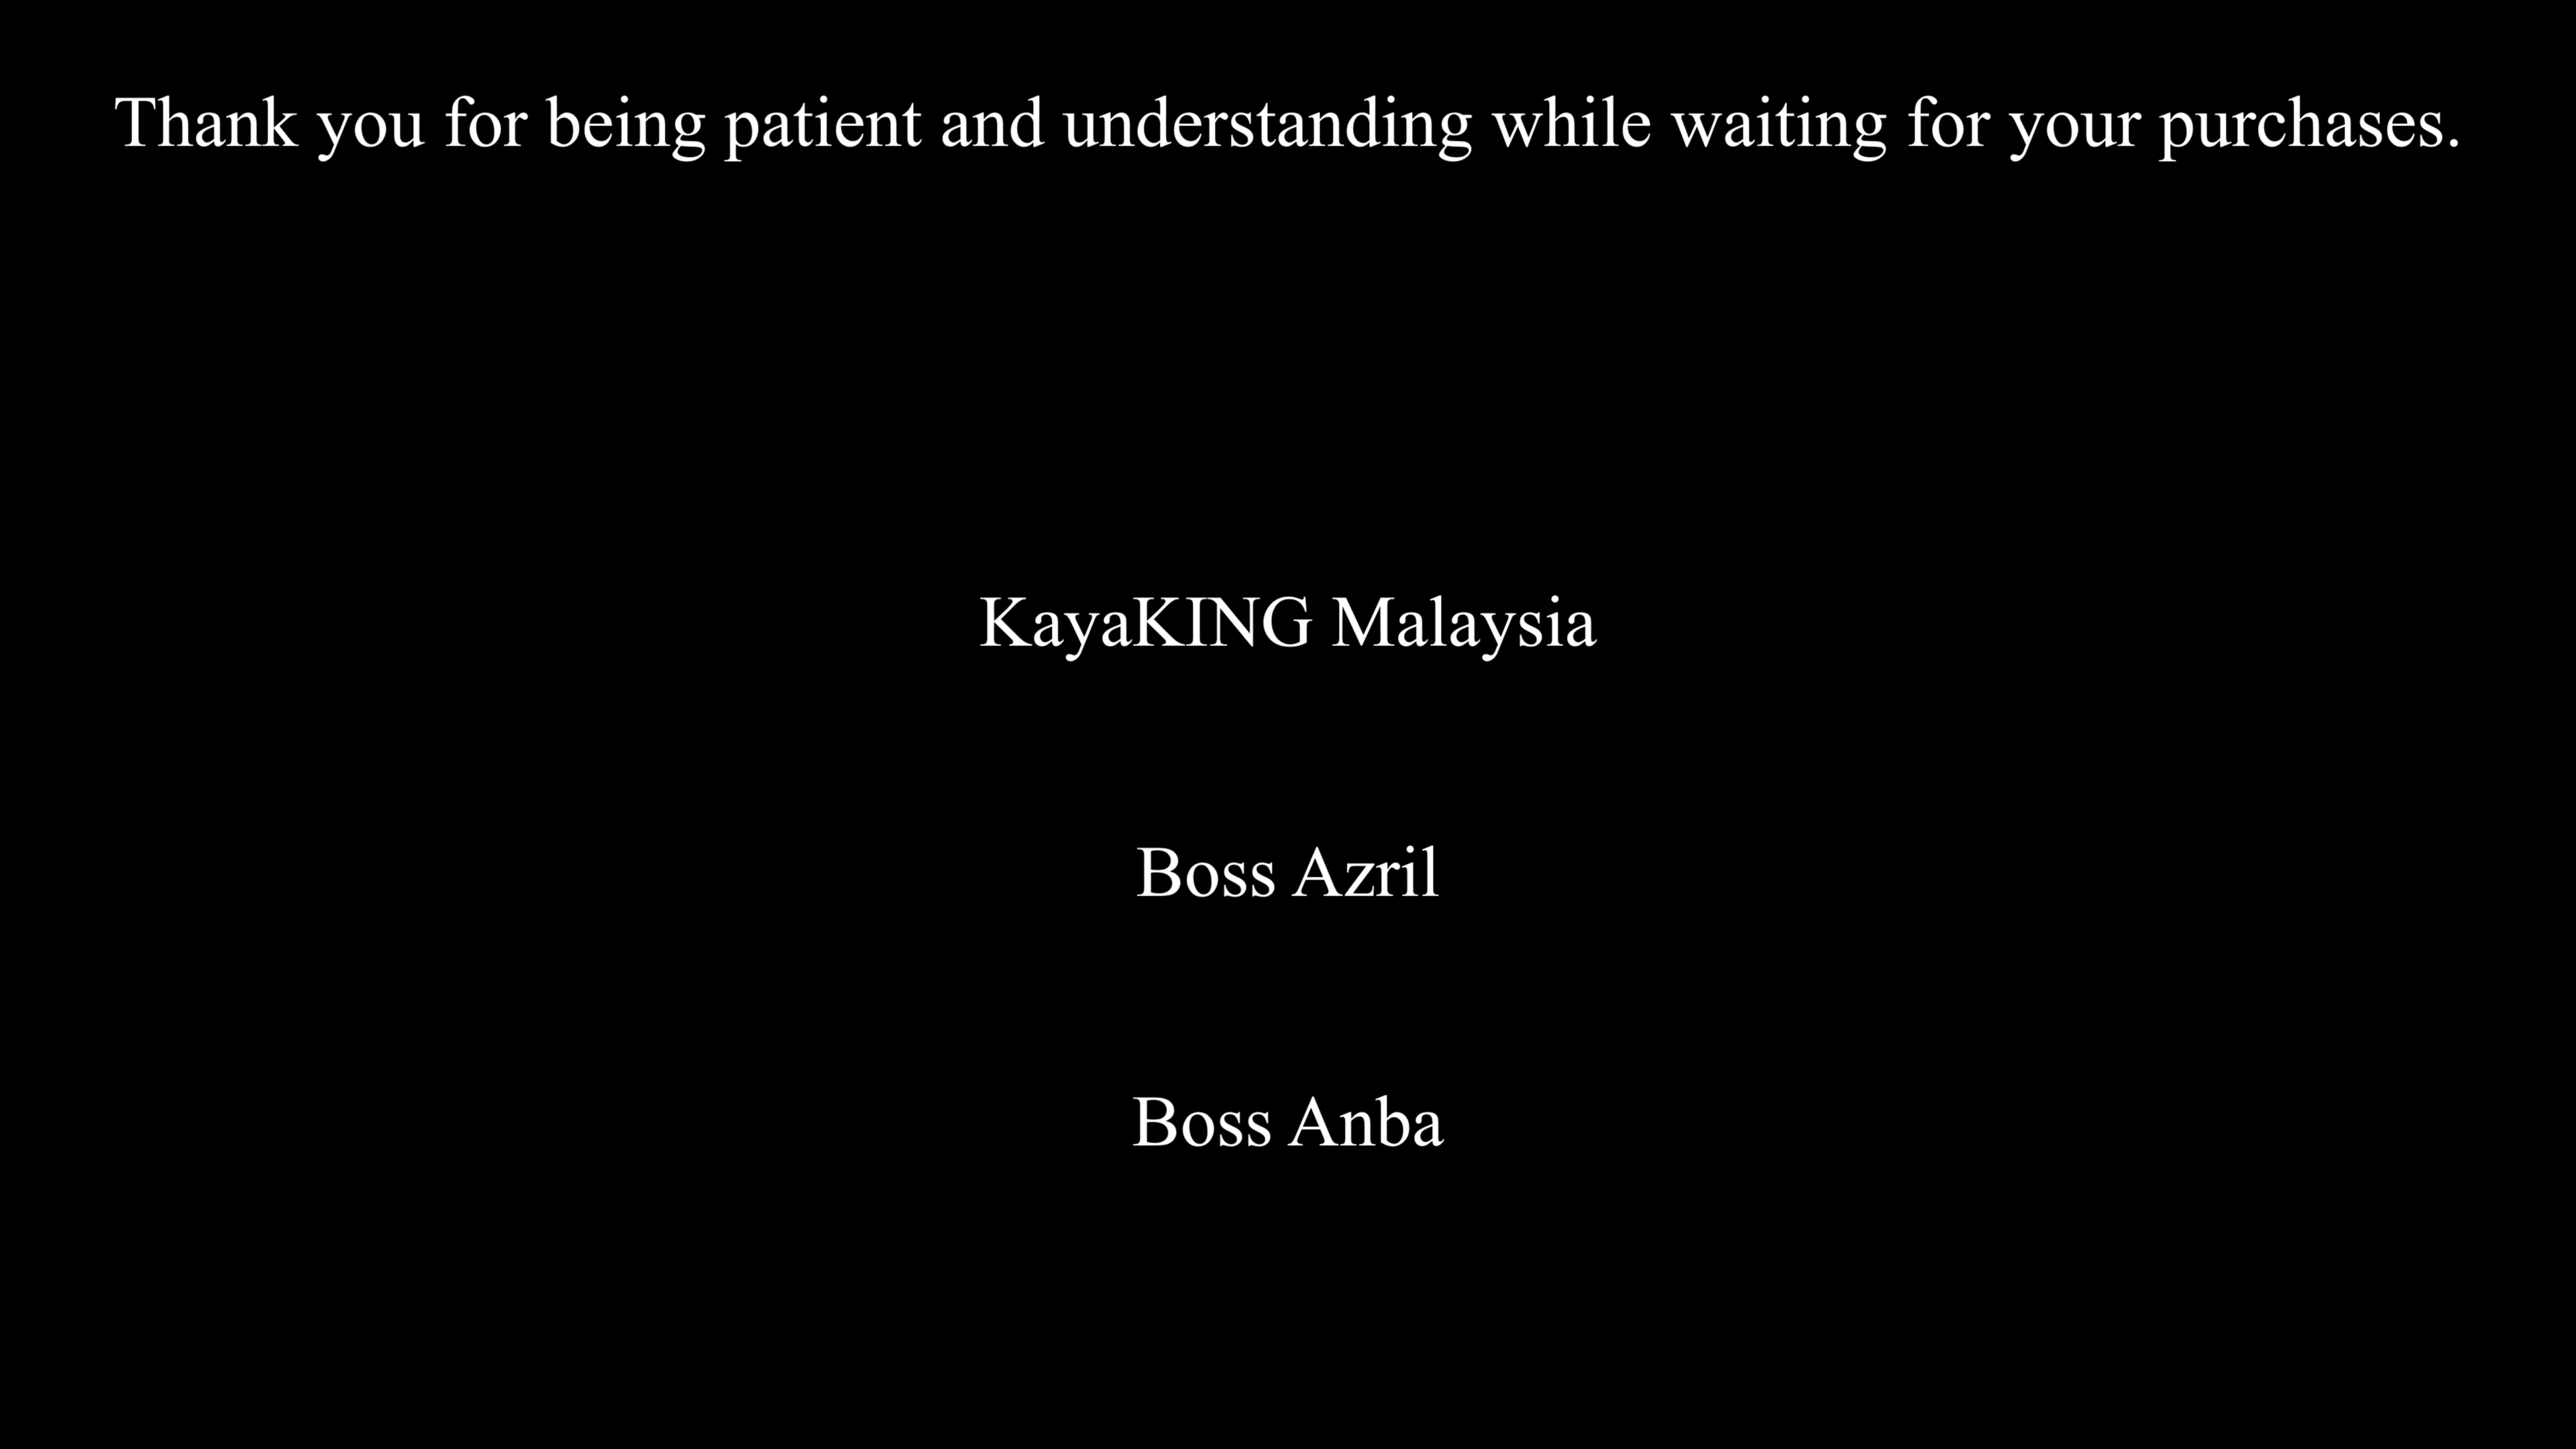 Thank you for being patient and understanding while waiting for your purchases.
KayaKING Malaysia
Boss Azril
Boss Anba